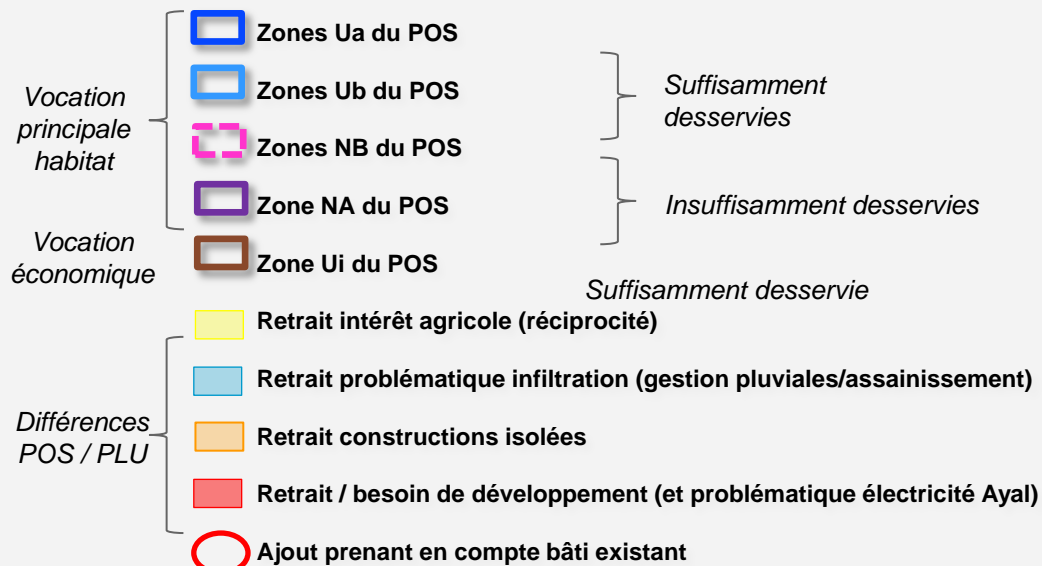 Zones Ua du POS
Zones Ub du POS
Zones NB du POS
Zone NA du POS
Zone Ui du POS
Vocation
principale
habitat
Vocation
économique
Suffisamment
desservies
Insuffisamment desservies
Suffisamment desservie
Différences
POS / PLU
Retrait intérêt agricole (réciprocité)
Retrait problématique infiltration (gestion pluviales/assainissement)
Retrait constructions isolées
Retrait / besoin de développement (et problématique électricité Ayal)
Ajout prenant en compte bâti existant